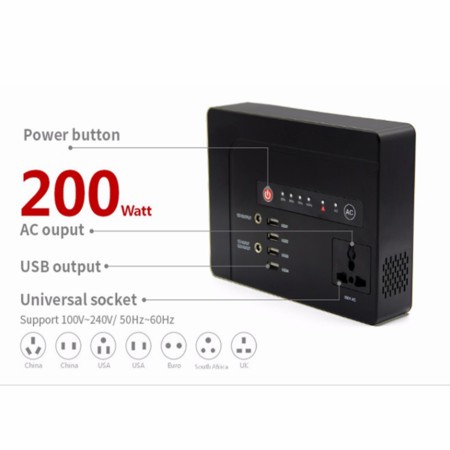 Power button
200 Watt
AC ouput
USB output
Universal socket
Support 100V~240V/ 50Hz~60Hz
AC
China China USA USA Euro South Africa UK